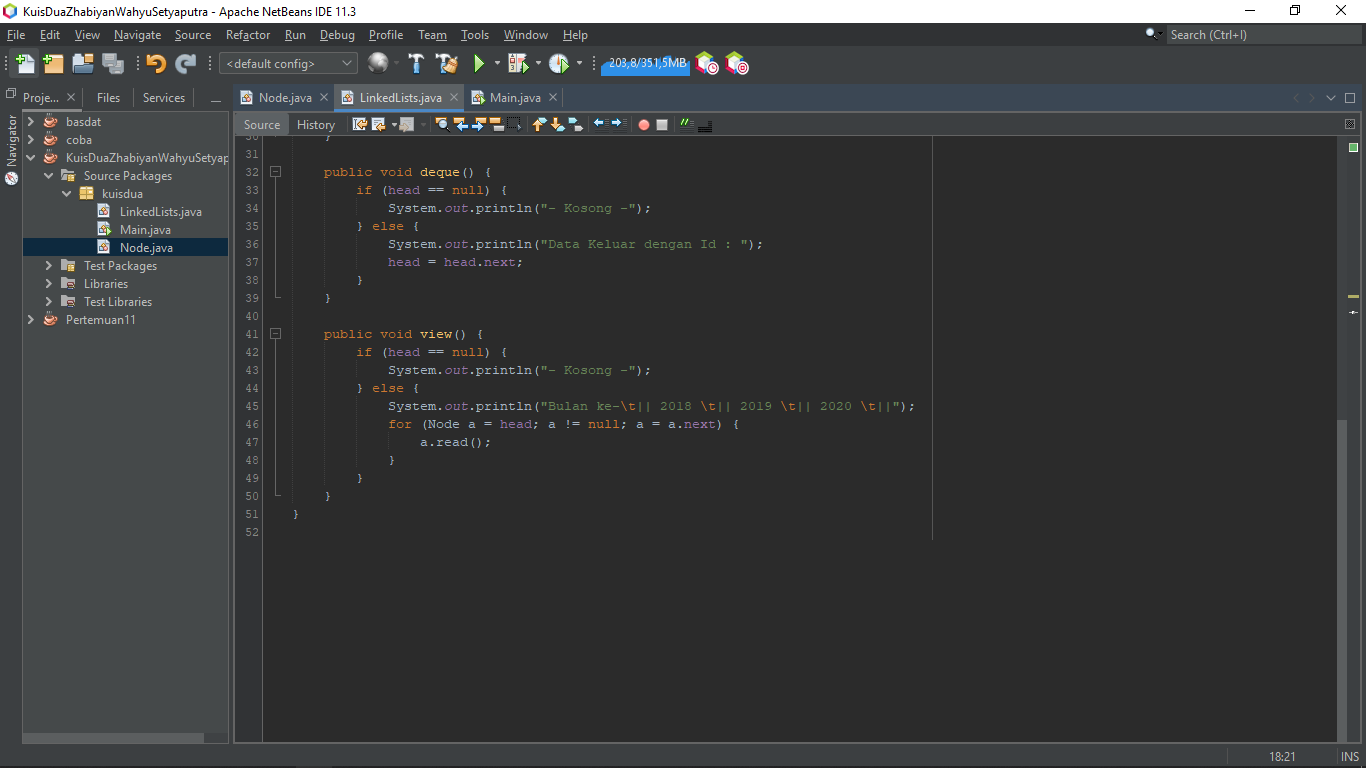 KuisDuaZhabiyanWahyuSetyaputra - Apache NetBeans IDE 11.3
File Edit View Navigate Source Refactor Run Debug Profile Team Tools Window Help
Search (Ctrl+I)
<default config>
203,8/351,5MB
Navigator
Proje...
Files
Services
basdat
coba
KuisDuaZhabiyanWahyuSetyap
Source Packages
kuisdua
LinkedLists.java
Main.java
Node.java
Test Packages
Libraries
Test Libraries
Pertemuan11
Node.java
LinkedLists.java
Main.java
Source
History
30 }
31
32 public void deque() {
33 if (head == null) {
34 System.out.println("- Kosong -");
35 } else {
36 System.out.println("Data Keluar dengan Id : ");
37 head = head.next;
38 }
39 }
40
41 public void view() {
42 if (head == null) {
43 System.out.println("- Kosong -");
44 } else {
45 System.out.println("Bulan ke-\t|| 2018 \t|| 2019 \t|| 2020 \t||");
46 for (Node a = head; a != null; a = a.next) {
47 a.read();
48 }
49 }
50 }
51 }
52
18:21
INS